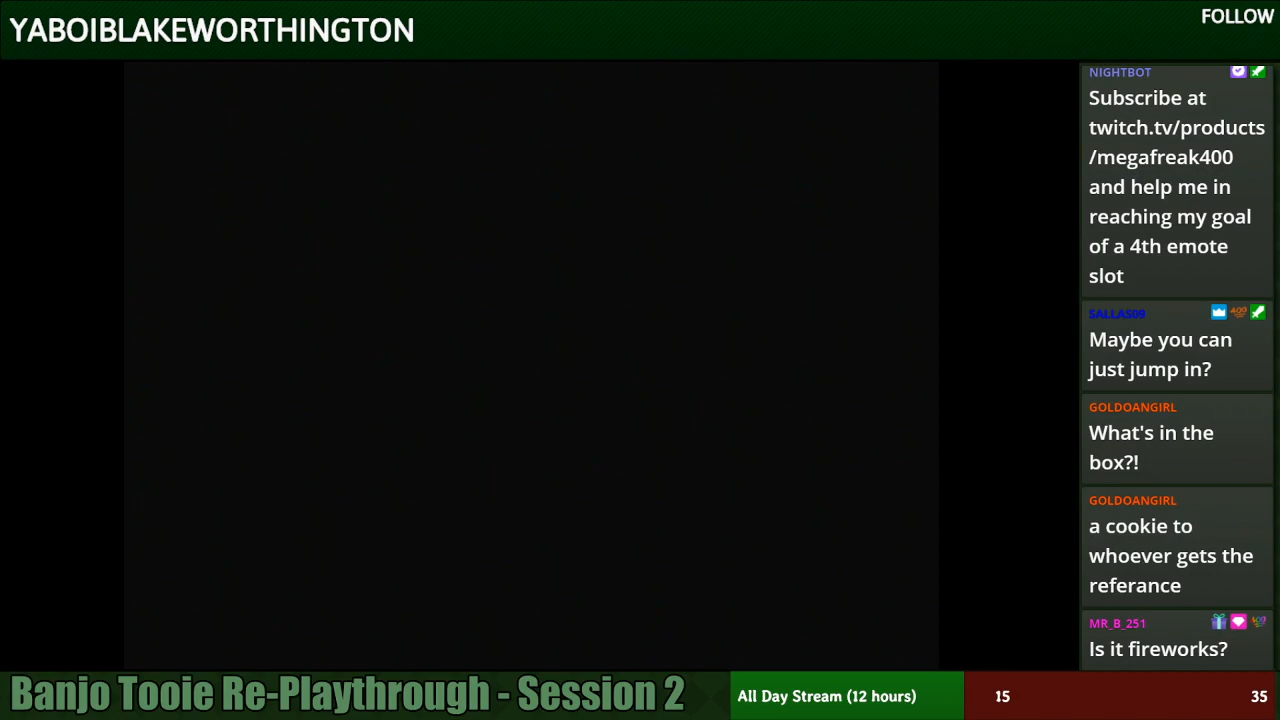 YABOIBLAKEWORTHINGTON
FOLLOW
NIGHTBOT
Subscribe at
twitch.tv/products
/megafreak400
and help me in
reaching my goal
of a 4th emote
slot
SALLAS09
Maybe you can
just jump in?
GOLDOANGIRL
What's in the
box?!
GOLDOANGIRL
a cookie to
whoever gets the
referance
MR_B_251
Is it fireworks?
Banjo Tooie Re-Playthrough - Session 2
All Day Stream (12 hours)
15
35